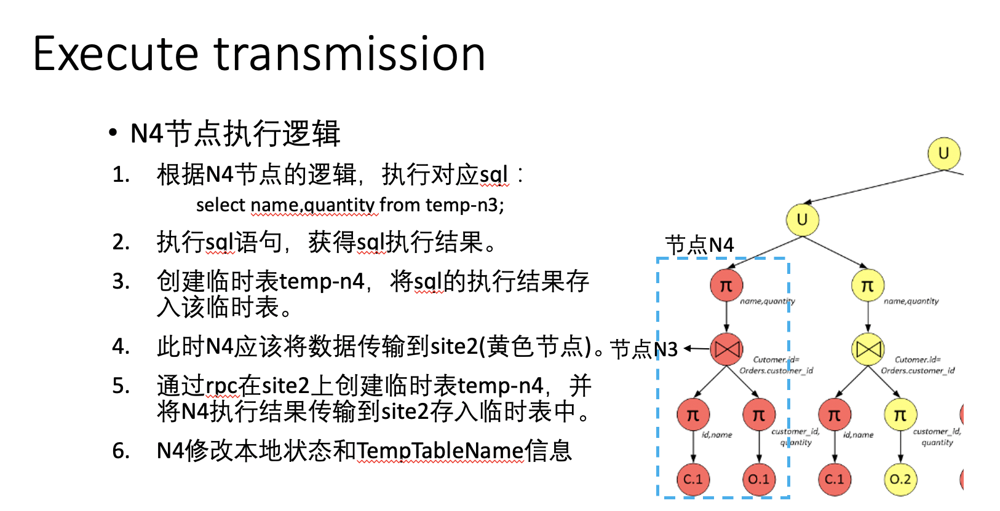 Execute transmission
• N4节点执行逻辑
1. 根据N4节点的逻辑，执行对应sql：
select name,quantity from temp-n3;
2. 执行sql语句，获得sql执行结果。
3. 创建临时表temp-n4，将sql的执行结果存
入该临时表。
4. 此时N4应该将数据传输到site2(黄色节点)。
5. 通过rpc在site2上创建临时表temp-n4，并
将N4执行结果传输到site2存入临时表中。
6. N4修改本地状态和TempTableName信息
U
U
节点N4
π
name,quantity
π
name,quantity
节点N3
⋈
Cutomer.id=
Orders.customer_id
⋈
Cutomer.id=
Orders.customer_id
π
id,name
π
customer_id,
quantity
π
id,name
π
customer_id,
quantity
C.1
O.1
C.1
O.2